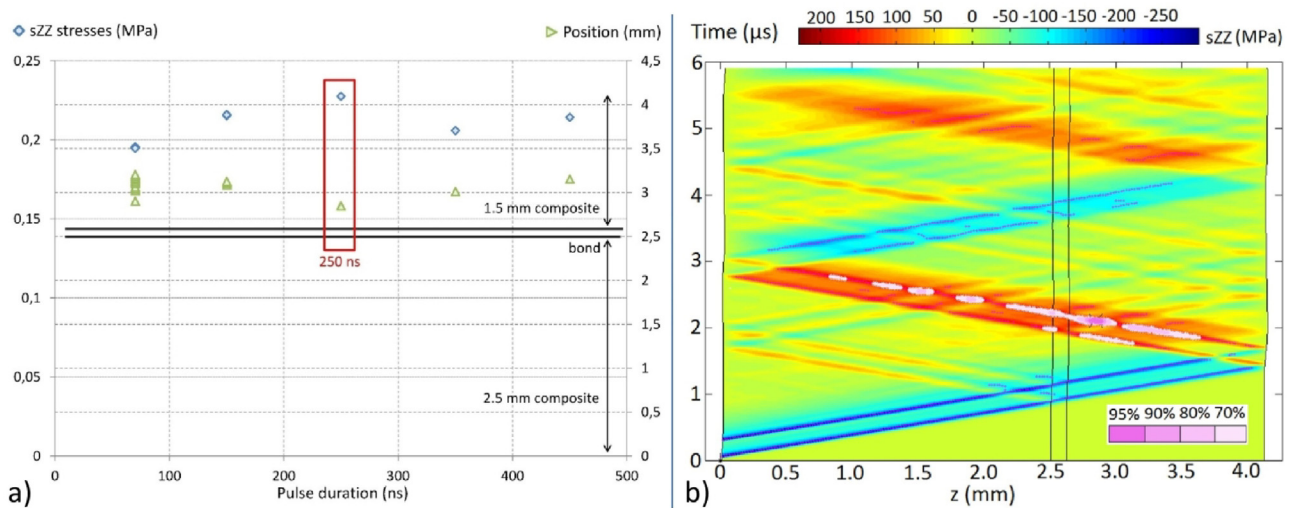 sZZ stresses (MPa)
Position (mm)
0,25
0,2
0,15
0,1
0,05
0
4,5
4
3,5
3
2,5
2
1,5
1
0,5
0
1.5 mm composite
bond
250 ns
2.5 mm composite
0
100
200
300
400
500
Pulse duration (ns)
a)
Time (µs)
200 150 100 50 0 -50 -100 -150 -200 -250
sZZ (MPa)
6
5
4
3
2
1
0
95% 90% 80% 70%
0.0 0.5 1.0 1.5 2.0 2.5 3.0 3.5 4.0
z (mm)
b)